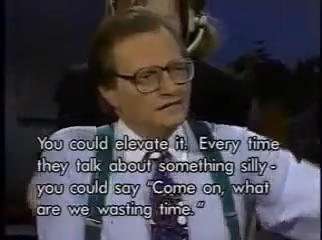 You could elevate it. Every time
they talk about something silly -
you could say "Come on, what
are we wasting time."